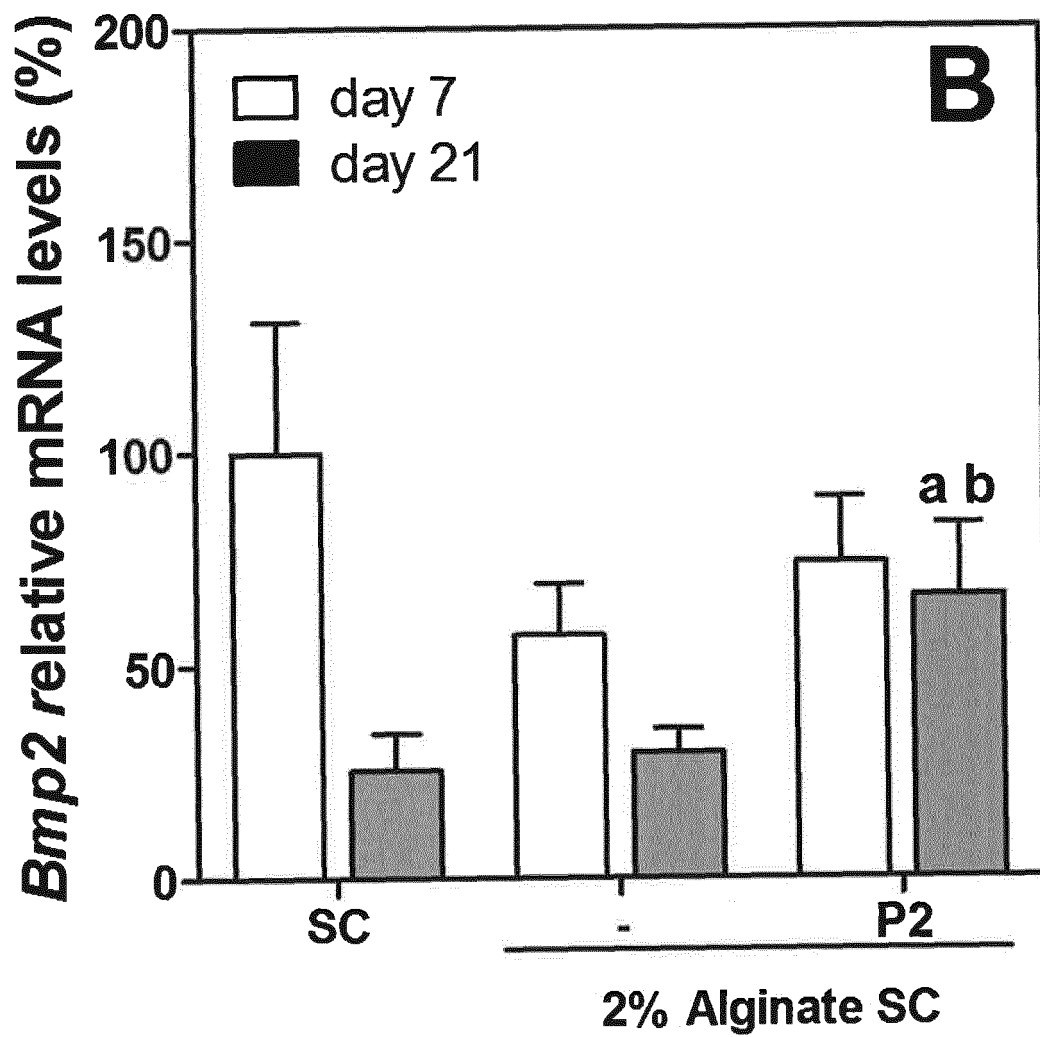 Bmp2 relative mRNA levels (%)
200
150
100
50
0
day 7
day 21
B
a b
SC
-
P2
2% Alginate SC